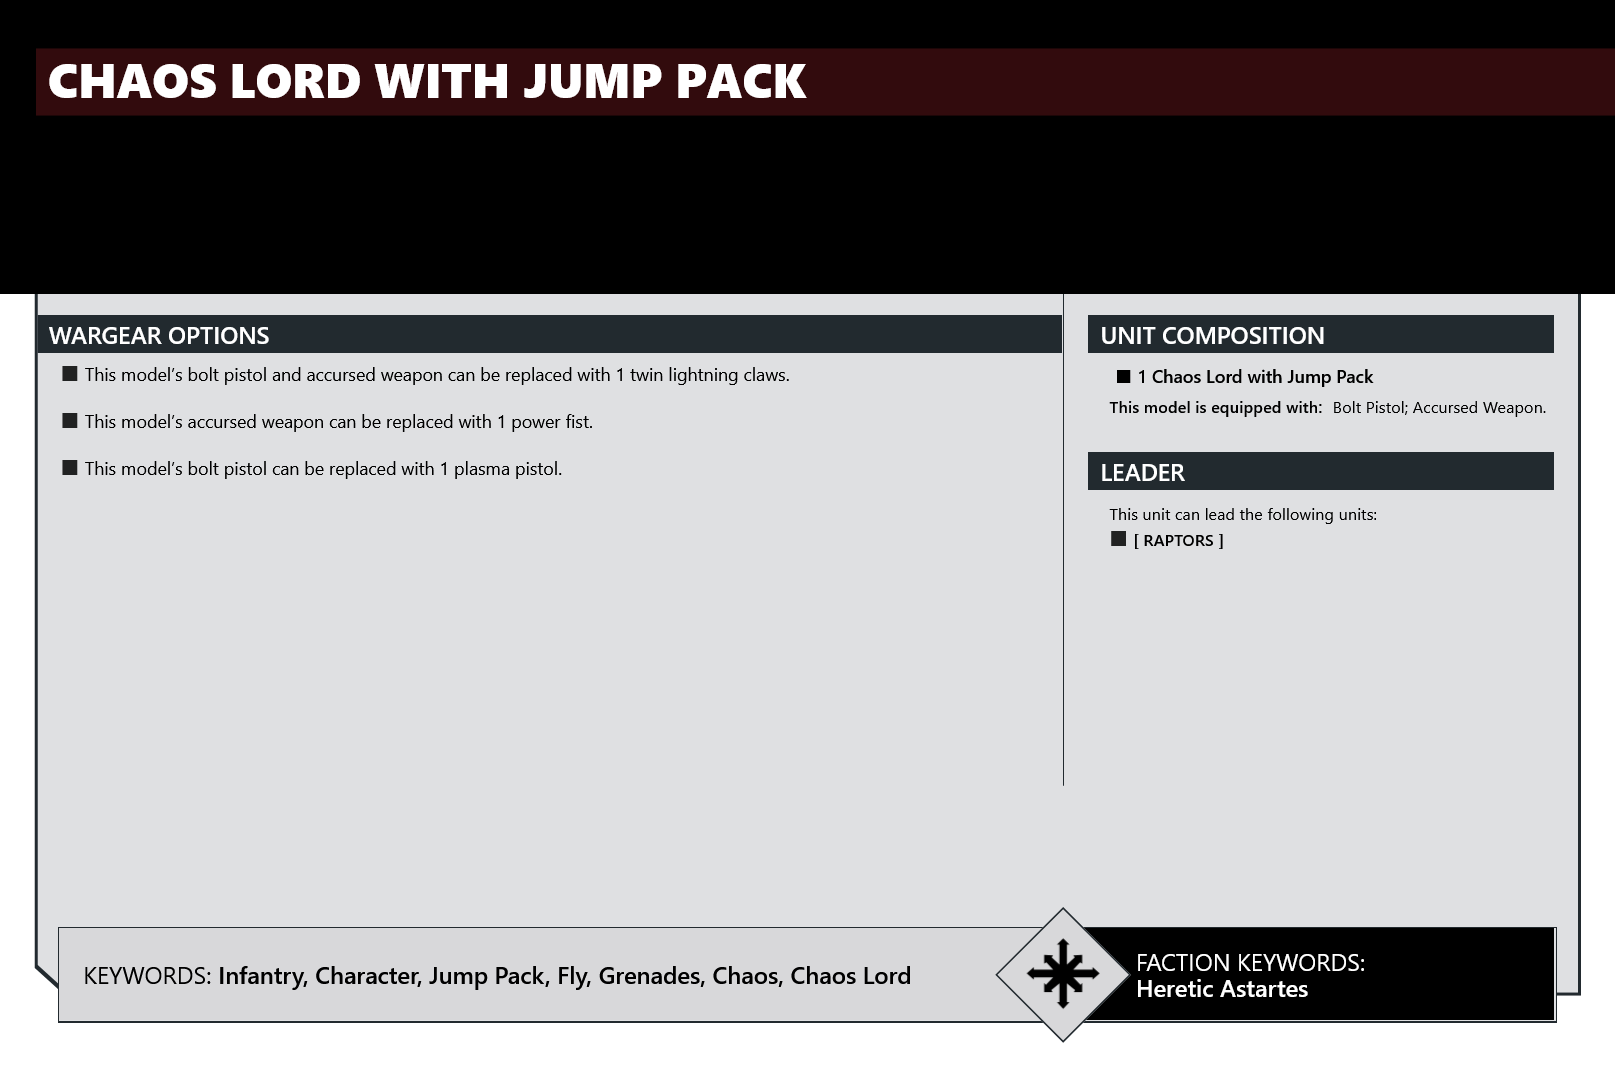 CHAOS LORD WITH JUMP PACK
WARGEAR OPTIONS
This model's bolt pistol and accursed weapon can be replaced with 1 twin lightning claws.
This model's accursed weapon can be replaced with 1 power fist.
This model's bolt pistol can be replaced with 1 plasma pistol.
UNIT COMPOSITION
1 Chaos Lord with Jump Pack
This model is equipped with: Bolt Pistol; Accursed Weapon.
LEADER
This unit can lead the following units:
[ RAPTORS ]
KEYWORDS: Infantry, Character, Jump Pack, Fly, Grenades, Chaos, Chaos Lord
FACTION KEYWORDS:
Heretic Astartes